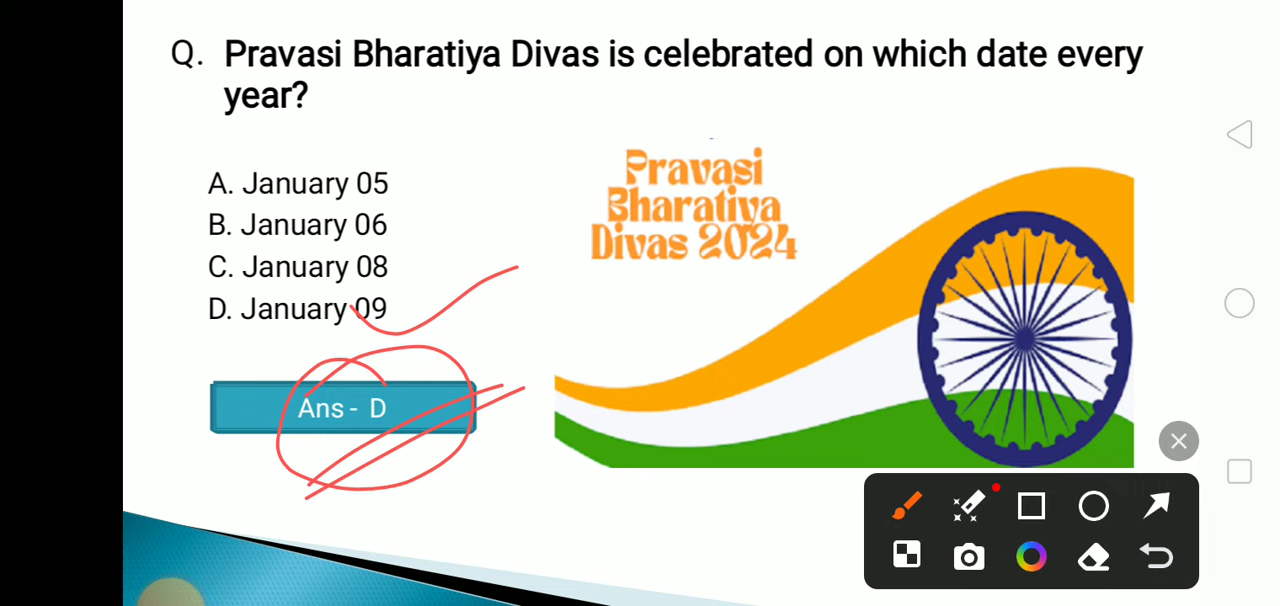 Q. Pravasi Bharatiya Divas is celebrated on which date every
year?
A. January 05
B. January 06
C. January 08
D. January 09
Ans - D
Pravasi
Bharatiya
Divas 2024